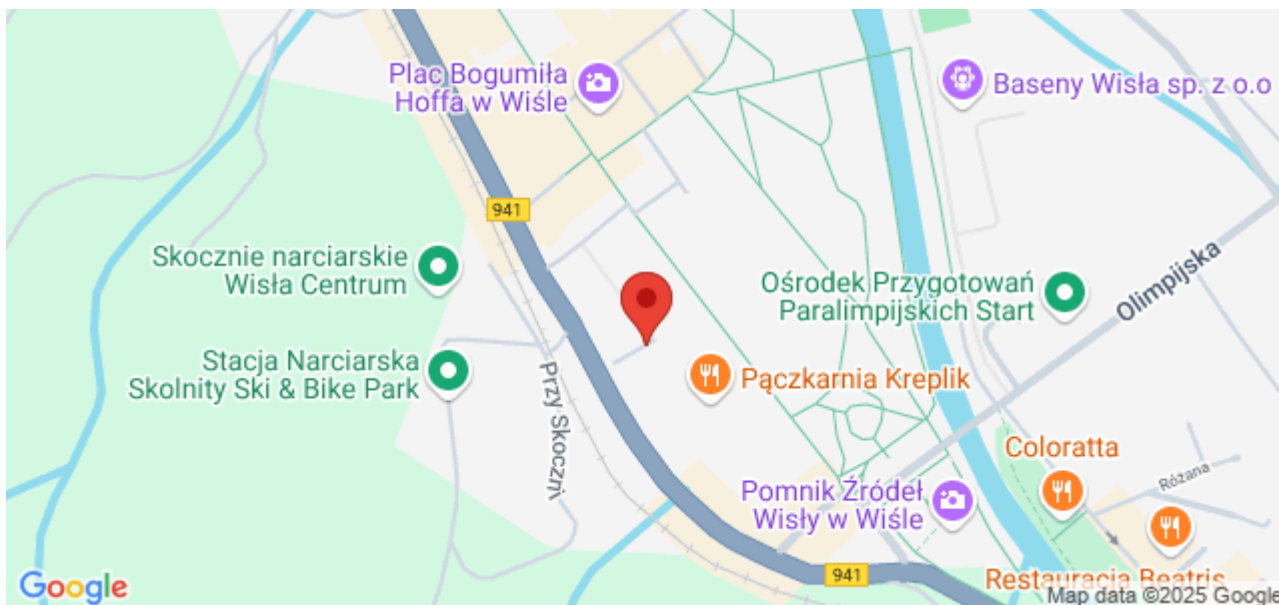 Plac Bogumiła
Hoffa w Wiśle
Baseny Wisła sp. z o.o
941
Skocznie narciarskie
Wisła Centrum
Ośrodek Przygotowań
Paralimpijskich Start
Olimpijska
Stacja Narciarska
Skolnity Ski & Bike Park
Przy Skoczni
Pączkarnia Kreplik
Coloratta
Różana
Pomnik Źródeł
Wisły w Wiśle
941
Restauracja Beatris
Google
Map data ©2025 Google